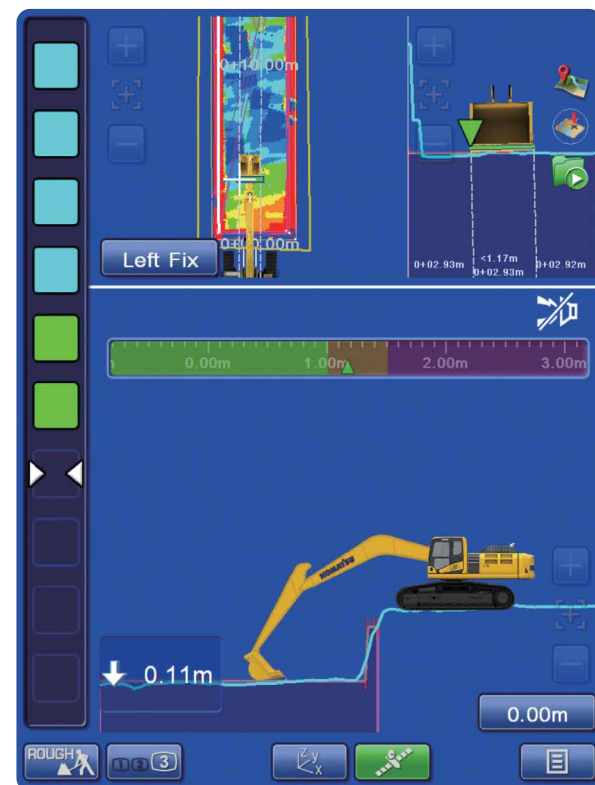 0+10.00m
0+00.00m
Left Fix
0+02.93m
<1.17m
0+02.93m
0+02.92m
0.00m
1.00m
2.00m
3.00m
KOMATSU
0.11m
0.00m
ROUGH
1 2 3
Z y x